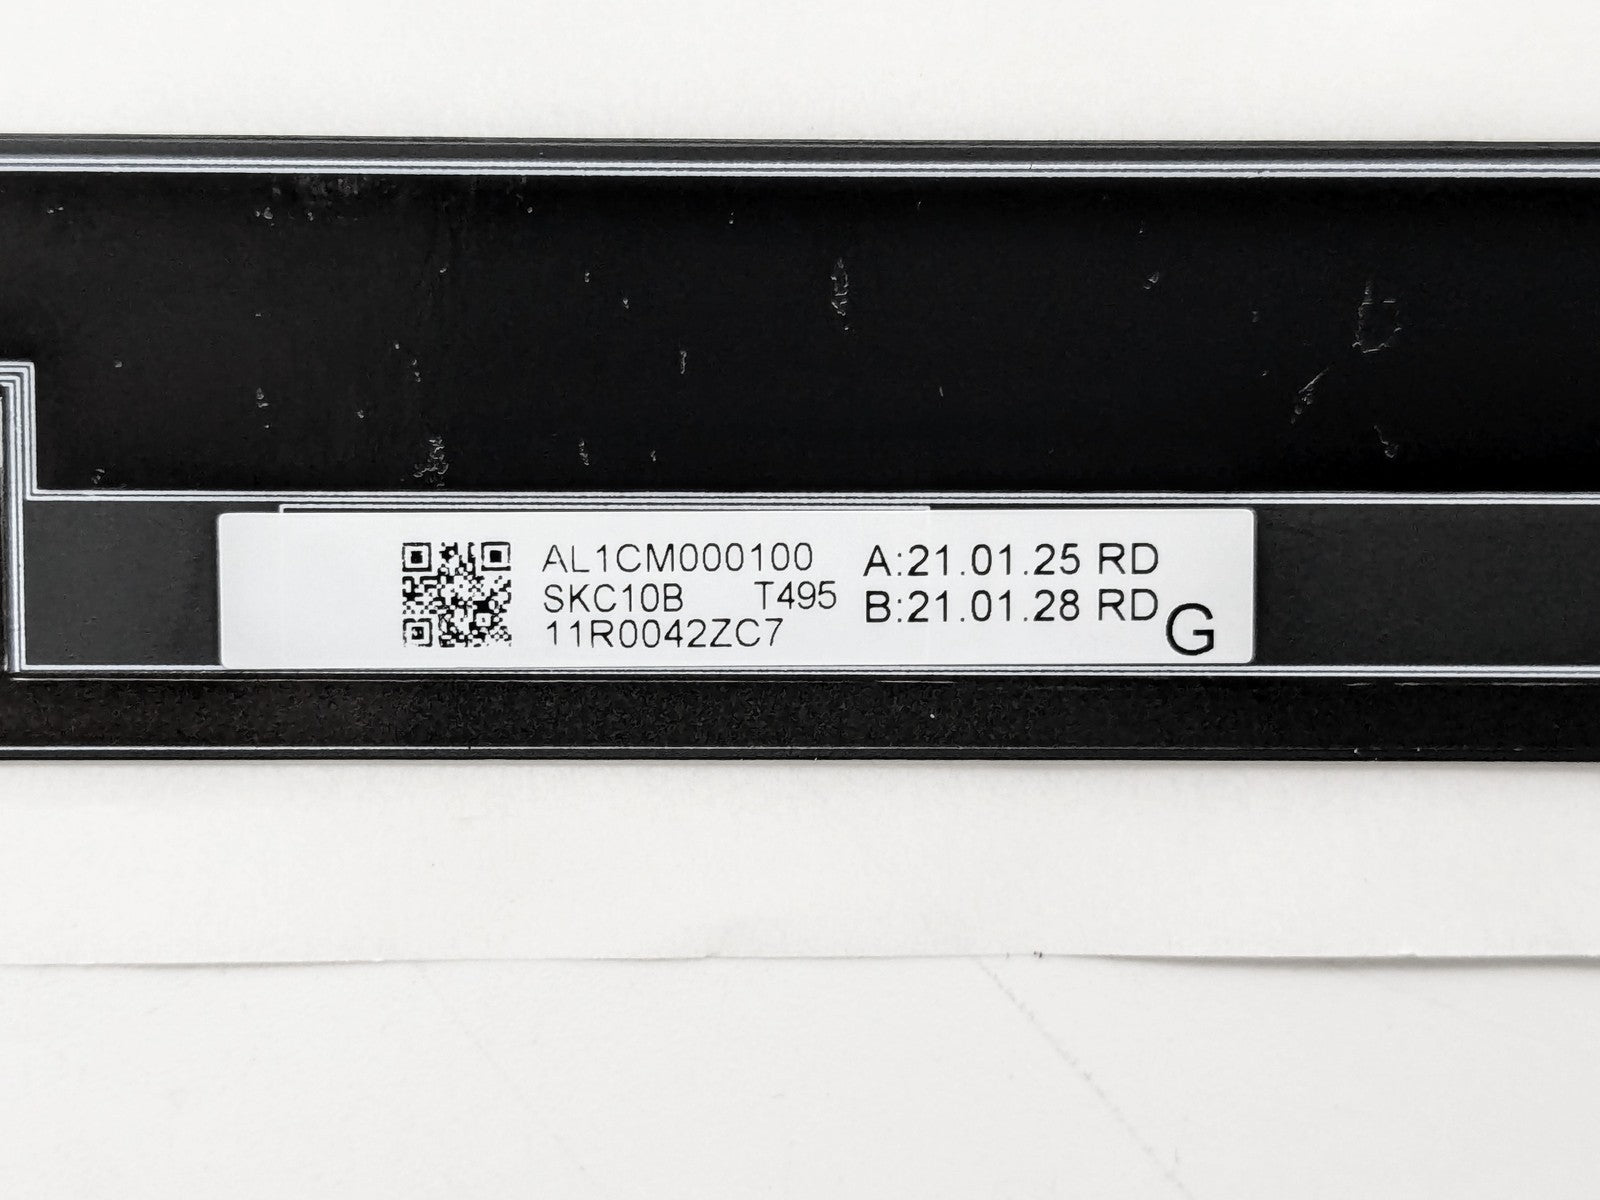 AL1CM000100
SKC10B T495
11R0042ZC7
A:21.01.25 RD
B:21.01.28 RD
G